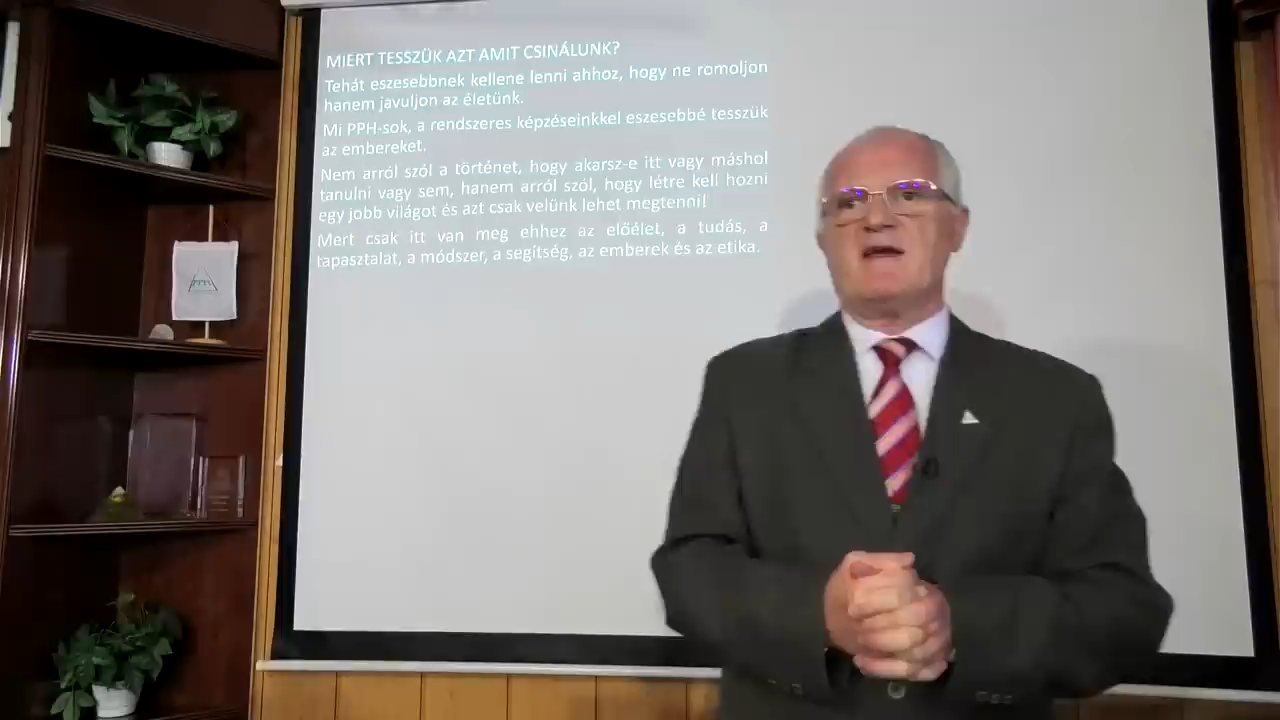 MIÉRT TESSZÜK AZT AMIT CSINÁLUNK?
Tehát eszesebbnek kellene lenni ahhoz, hogy ne romoljon
hanem javuljon az életünk.
Mi PPH-sok, a rendszeres képzéseinkkel eszesebbé tesszük
az embereket.
Nem arról szól a történet, hogy akarsz-e itt vagy máshol
tanulni vagy sem, hanem arról szól, hogy létre kell hozni
egy jobb világot és azt csak velünk lehet megtenni!
Mert csak itt van meg ehhez az előélet, a tudás, a
tapasztalat, a módszer, a segítség, az emberek és az etika.
PPH